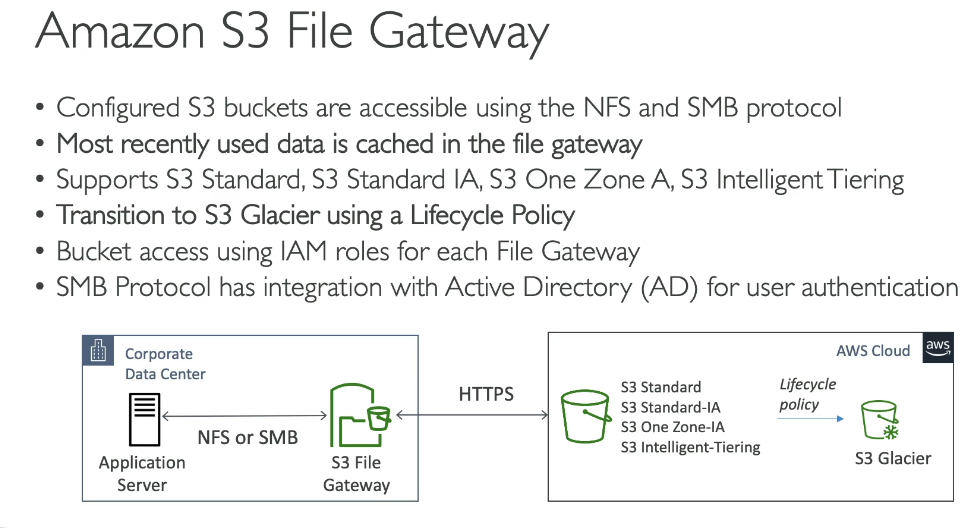 Amazon S3 File Gateway
• Configured S3 buckets are accessible using the NFS and SMB protocol
• Most recently used data is cached in the file gateway
• Supports S3 Standard, S3 Standard IA, S3 One Zone A, S3 Intelligent Tiering
• Transition to S3 Glacier using a Lifecycle Policy
• Bucket access using IAM roles for each File Gateway
• SMB Protocol has integration with Active Directory (AD) for user authentication
Corporate
Data Center
Application
Server
NFS or SMB
S3 File
Gateway
HTTPS
AWS Cloud
aws
S3 Standard
S3 Standard-IA
S3 One Zone-IA
S3 Intelligent-Tiering
Lifecycle
policy
S3 Glacier